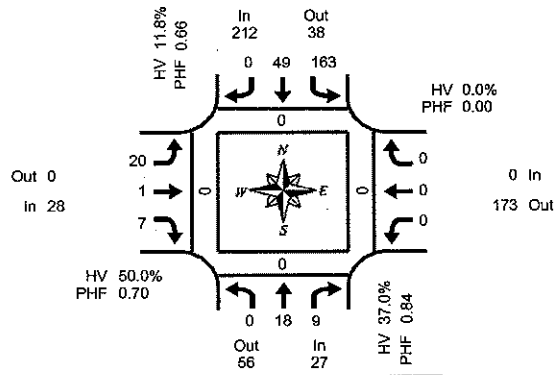 HV 11.8%
PHF 0.66
In
212
Out
38
0 49 163
HV 0.0%
PHF 0.00
0
20
1
7
Out 0
In 28
0
N
W E
S
0
0
0
0
0 In
173 Out
0
HV 50.0%
PHF 0.70
0 18 9
Out
56
In
27
HV 37.0%
PHF 0.84